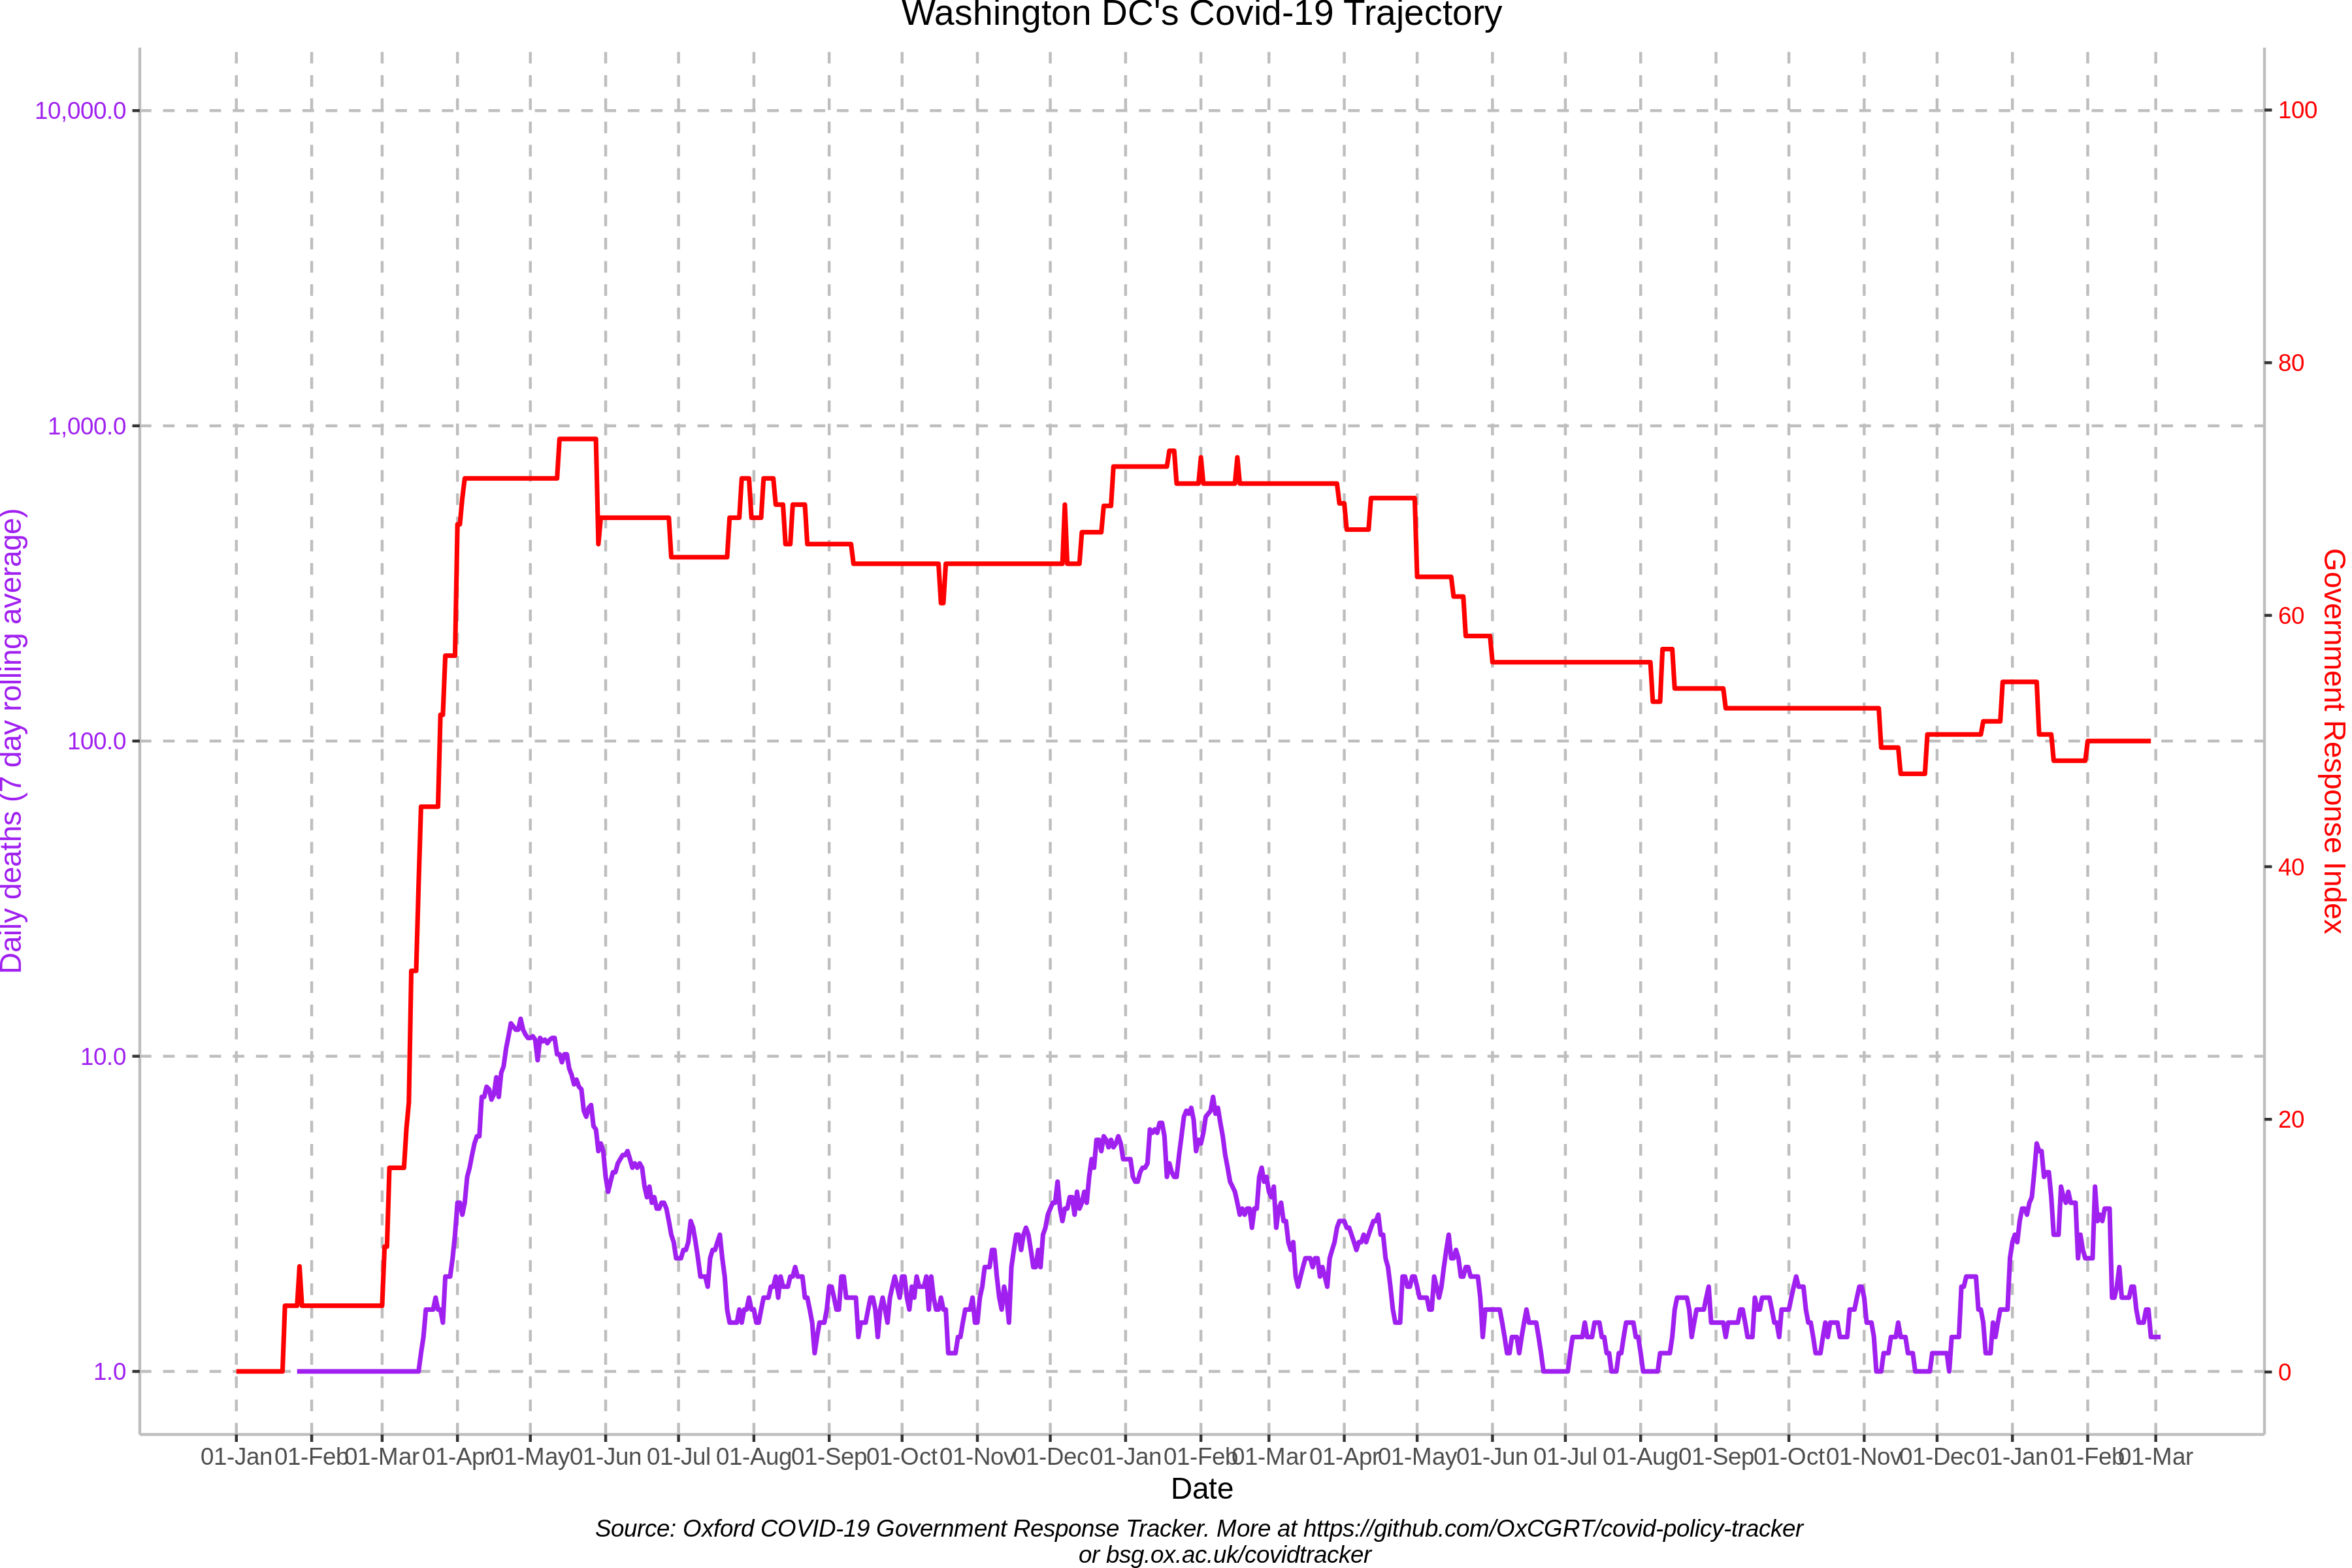 Washington DC's Covid-19 Trajectory
10,000.0
1,000.0
100.0
10.0
1.0
Daily deaths (7 day rolling average)
100
80
60
40
20
0
Government Response Index
01-Jan 01-Feb 01-Mar 01-Apr 01-May 01-Jun 01-Jul 01-Aug 01-Sep 01-Oct 01-Nov 01-Dec 01-Jan 01-Feb 01-Mar 01-Apr 01-May 01-Jun 01-Jul 01-Aug 01-Sep 01-Oct 01-Nov 01-Dec 01-Jan 01-Feb 01-Mar
Date
Source: Oxford COVID-19 Government Response Tracker. More at https://github.com/OxCGRT/covid-policy-tracker
or bsg.ox.ac.uk/covidtracker